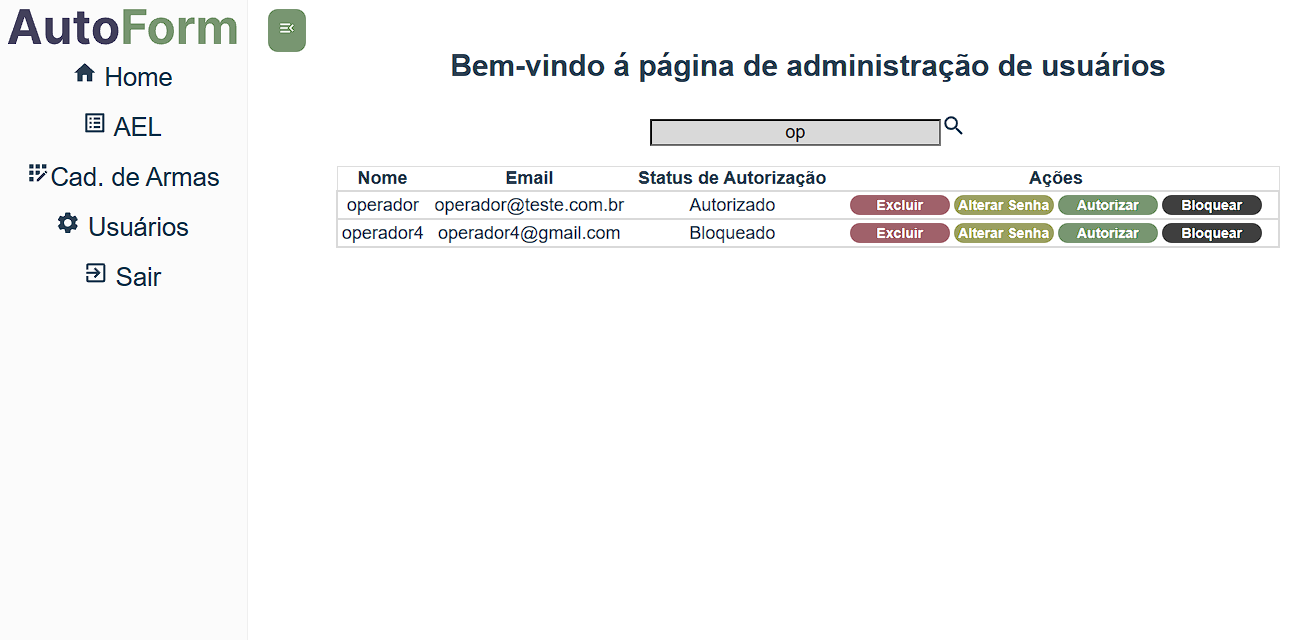 AutoForm
Home
AEL
Cad. de Armas
Usuários
Sair
Bem-vindo á página de administração de usuários
op
Nome Email Status de Autorização Ações
operador operador@teste.com.br Autorizado Excluir Alterar Senha Autorizar Bloquear
operador4 operador4@gmail.com Bloqueado Excluir Alterar Senha Autorizar Bloquear